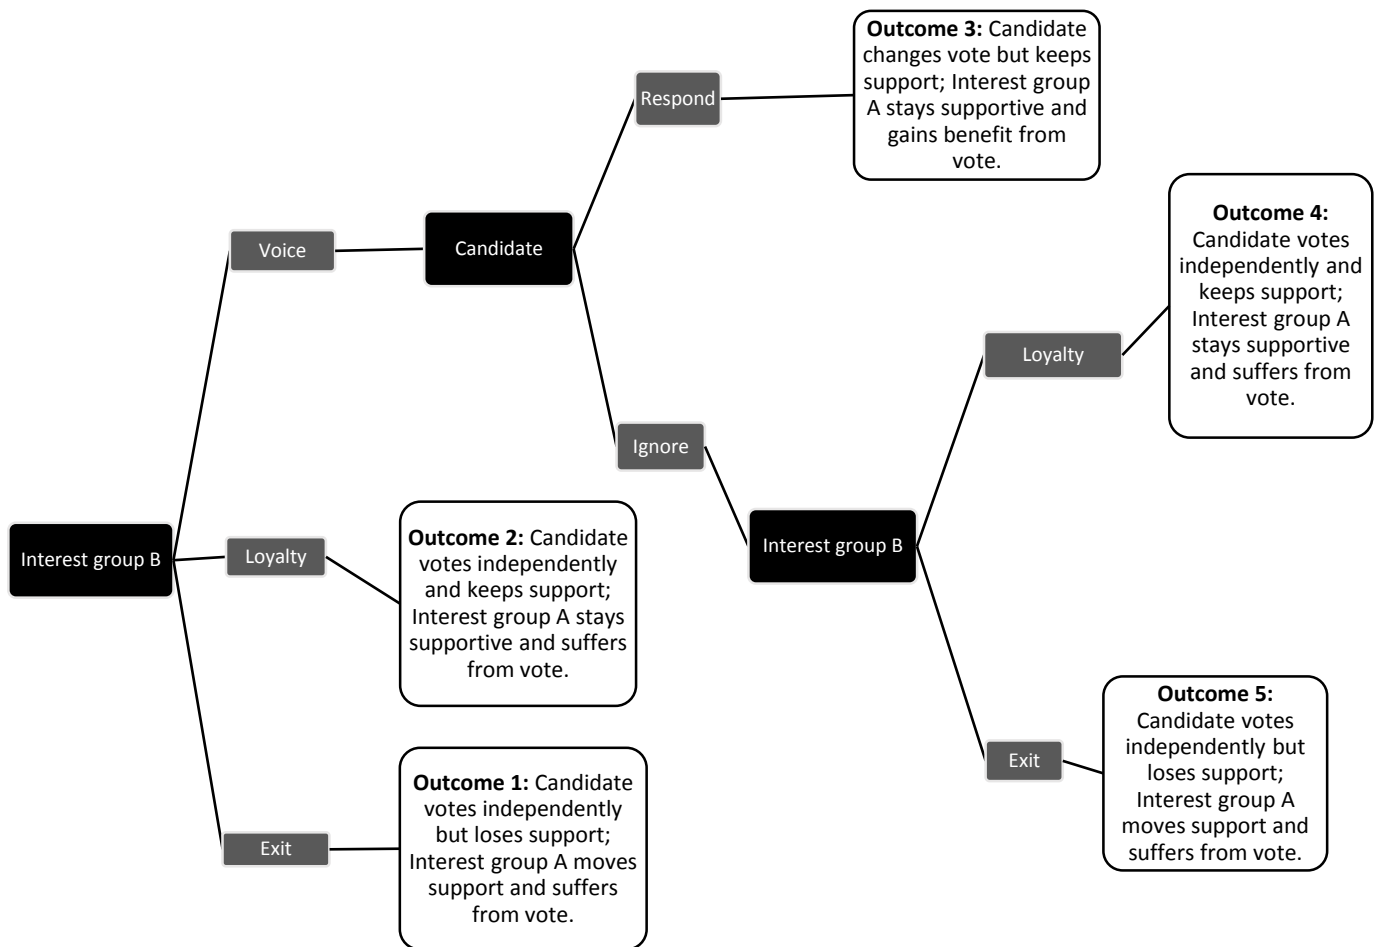 Outcome 3: Candidate
changes vote but keeps
support; Interest group
A stays supportive and
gains benefit from
vote.
Respond
Outcome 4:
Candidate votes
independently and
keeps support;
Interest group A
stays supportive
and suffers from
vote.
Voice
Candidate
Loyalty
Ignore
Interest group B
Loyalty
Outcome 2: Candidate
votes independently
and keeps support;
Interest group A stays
supportive and suffers
from vote.
Interest group B
Outcome 5:
Candidate votes
independently but
loses support;
Interest group A
moves support and
suffers from vote.
Exit
Exit
Outcome 1: Candidate
votes independently
but loses support;
Interest group A moves
support and suffers
from vote.